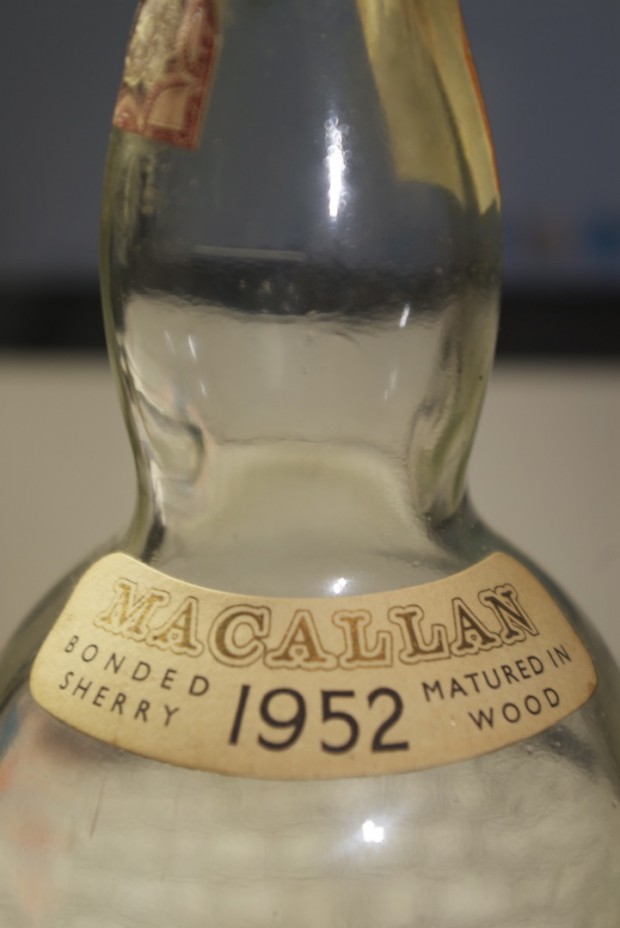 MACALLAN
BONDED 1952 MATURED IN
SHERRY WOOD